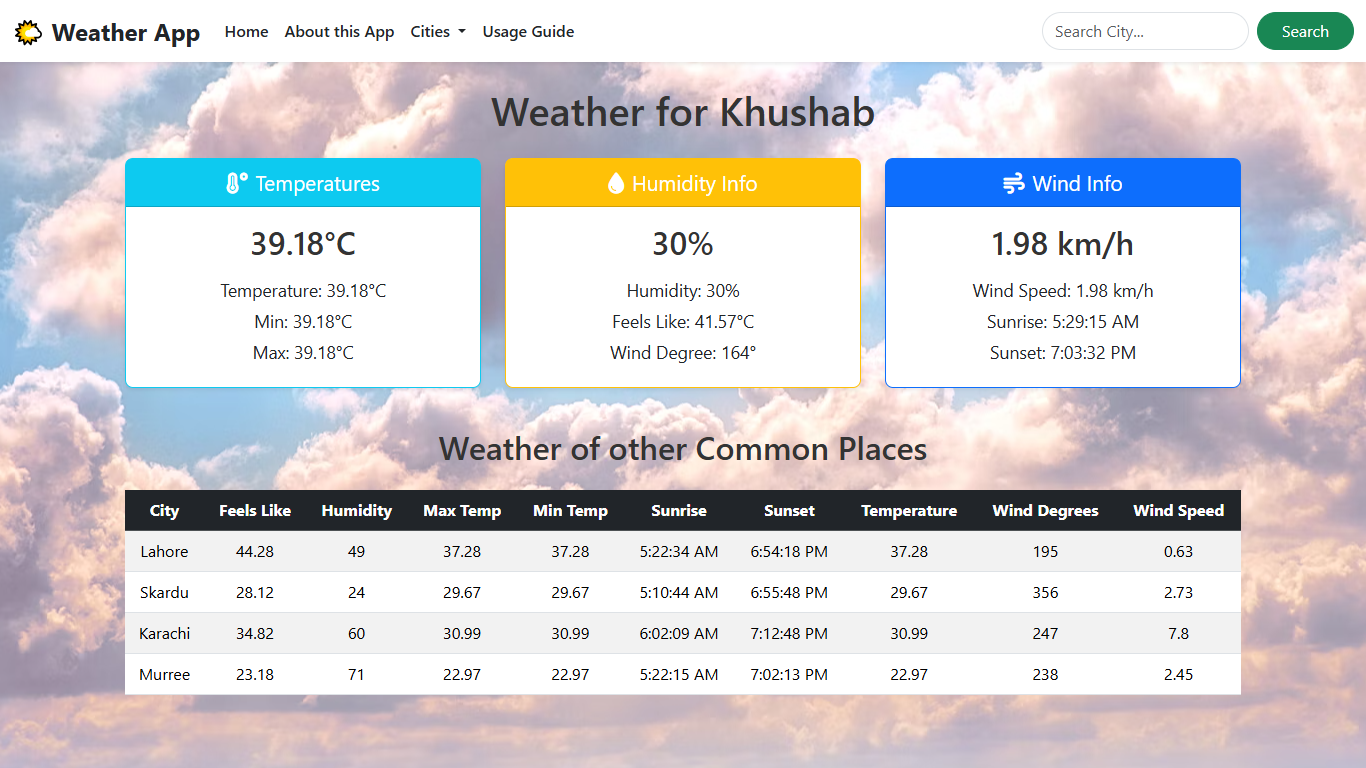 Weather App Home About this App Cities Usage Guide Search City... Search
Weather for Khushab
Temperatures Humidity Info Wind Info
39.18°C 30% 1.98 km/h
Temperature: 39.18°C Humidity: 30% Wind Speed: 1.98 km/h
Min: 39.18°C Feels Like: 41.57°C Sunrise: 5:29:15 AM
Max: 39.18°C Wind Degree: 164° Sunset: 7:03:32 PM
Weather of other Common Places
City Feels Like Humidity Max Temp Min Temp Sunrise Sunset Temperature Wind Degrees Wind Speed
Lahore 44.28 49 37.28 37.28 5:22:34 AM 6:54:18 PM 37.28 195 0.63
Skardu 28.12 24 29.67 29.67 5:10:44 AM 6:55:48 PM 29.67 356 2.73
Karachi 34.82 60 30.99 30.99 6:02:09 AM 7:12:48 PM 30.99 247 7.8
Murree 23.18 71 22.97 22.97 5:22:15 AM 7:02:13 PM 22.97 238 2.45